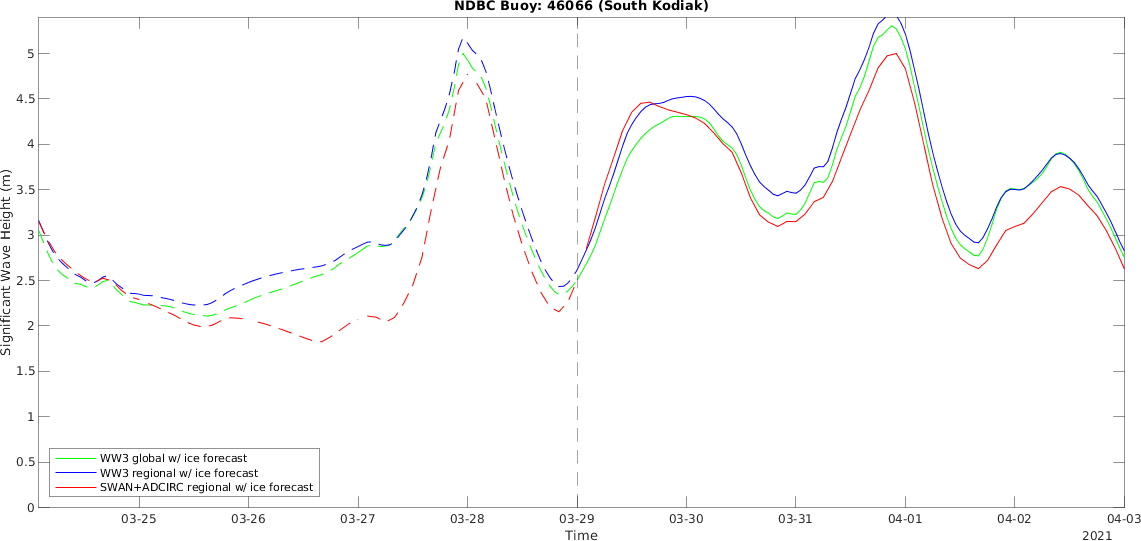 NDBC Buoy: 46066 (South Kodiak)
Significant Wave Height (m)
5
4.5
4
3.5
3
2.5
2
1.5
1
0.5
0
WW3 global w/ ice forecast
WW3 regional w/ ice forecast
SWAN+ADCIRC regional w/ ice forecast
03-25 03-26 03-27 03-28 03-29 03-30 03-31 04-01 04-02 04-03
Time
2021